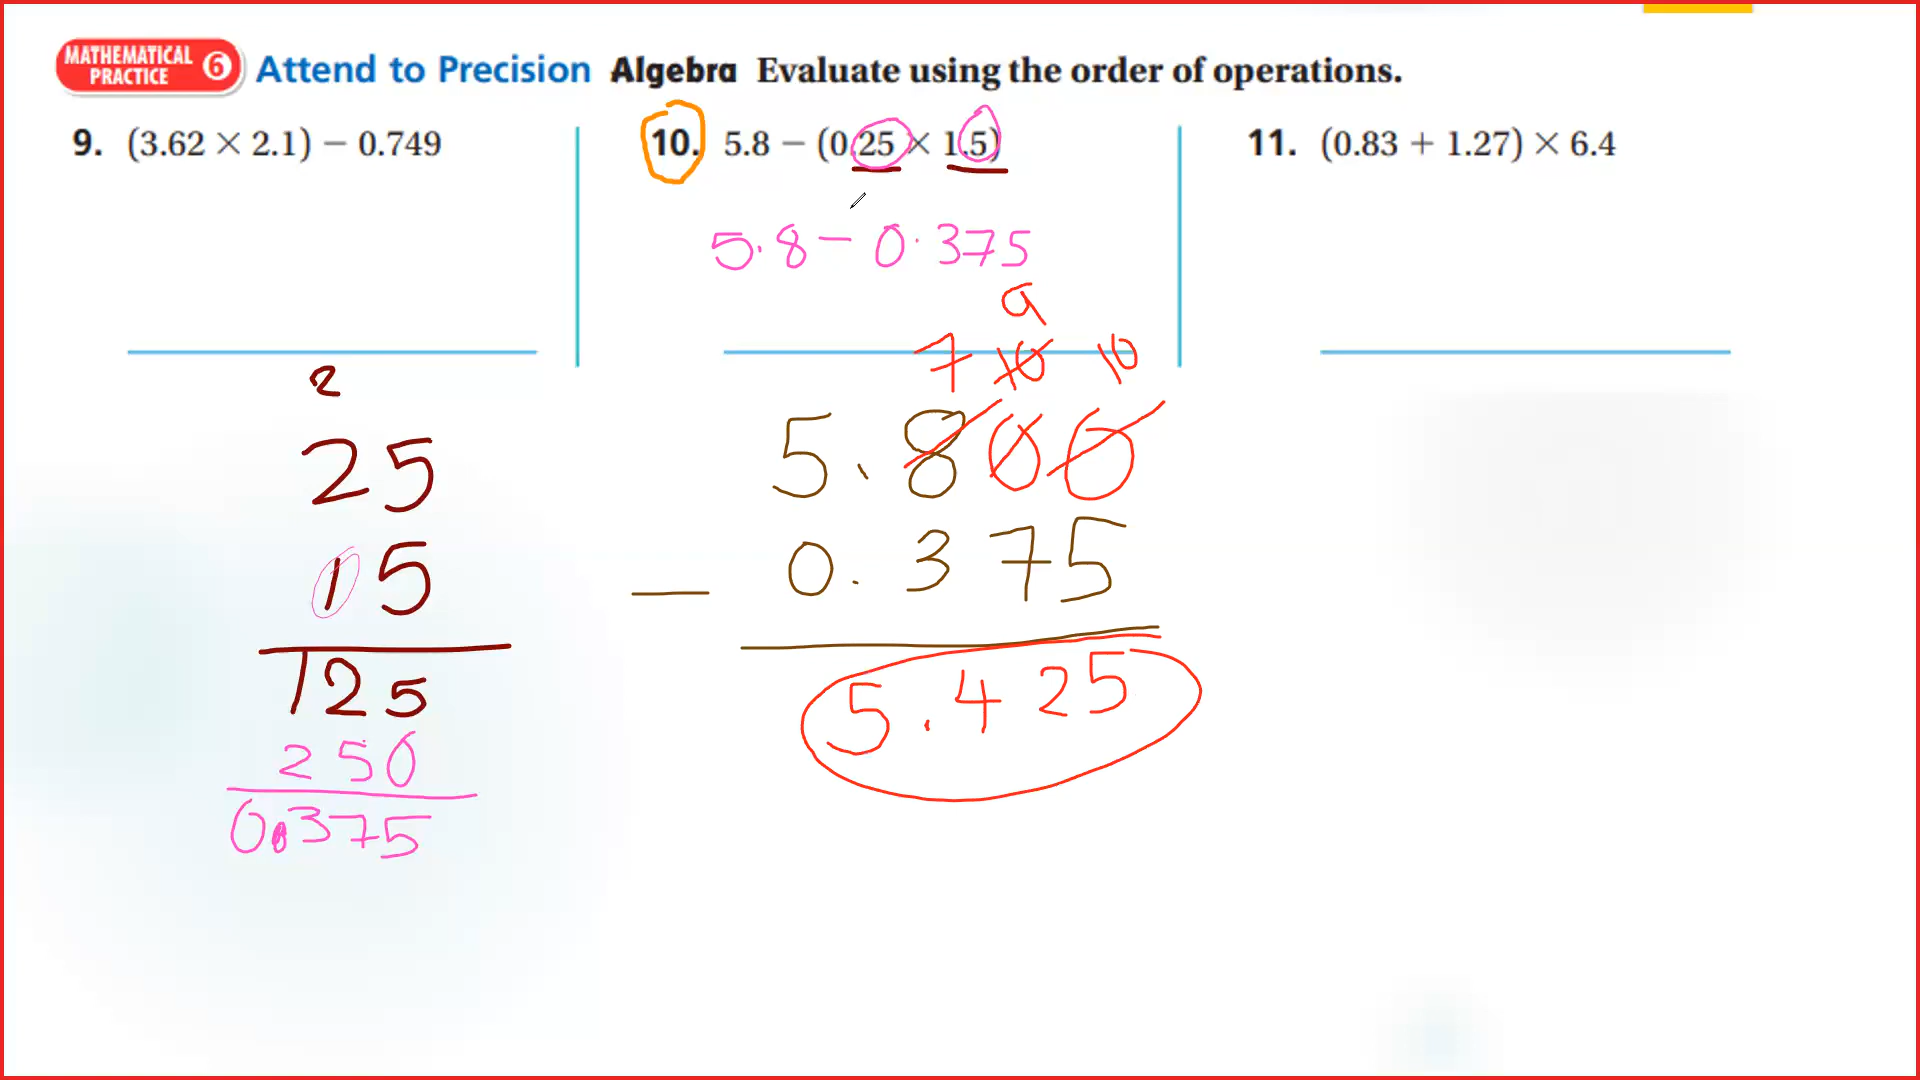 MATHEMATICAL PRACTICE 6 Attend to Precision Algebra Evaluate using the order of operations.
9. (3.62 × 2.1) − 0.749
10. 5.8 − (0.25 × 1.5)
11. (0.83 + 1.27) × 6.4
5.8 − 0.375
2
25
15
125
250
0.375
9
7 10 10
5.800
− 0.375
5.425